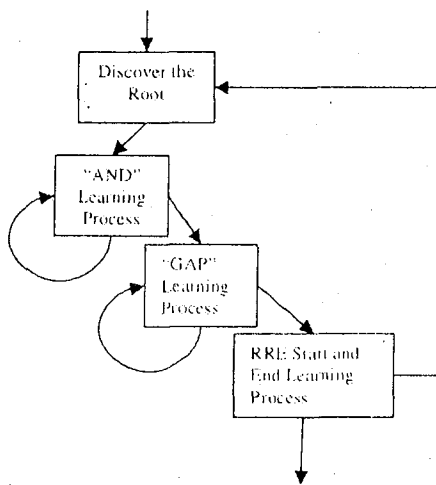 Discover the
Root
"AND"
Learning
Process
"GAP"
Learning
Process
RRE Start and
End Learning
Process